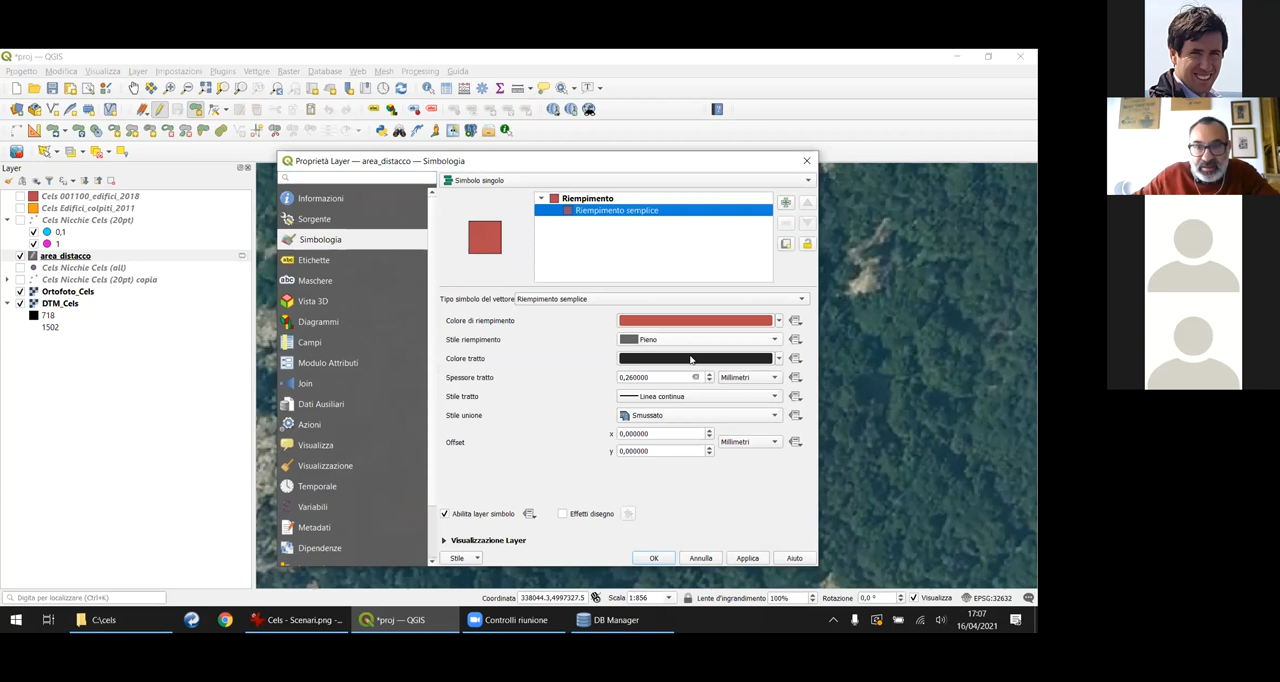 *proj — QGIS
Progetto Modifica Visualizza Layer Impostazioni Plugins Vettore Raster Database Web Mesh Processing Guida
Layer
Cels 001100_edifici_2018
Cels Edifici_colpiti_2011
Cels Nicchie Cels (20pt)
0,1
1
area_distacco
Cels Nicchie Cels (all)
Cels Nicchie Cels (20pt) copia
Ortofoto_Cels
DTM_Cels
718
1502
Proprietà Layer — area_distacco — Simbologia
Informazioni
Sorgente
Simbologia
Etichette
Maschere
Vista 3D
Diagrammi
Campi
Modulo Attributi
Join
Dati Ausiliari
Azioni
Visualizza
Visualizzazione
Temporale
Variabili
Metadati
Dipendenze
Simbolo singolo
Riempimento
Riempimento semplice
Tipo simbolo del vettore Riempimento semplice
Colore di riempimento
Stile riempimento Pieno
Colore tratto
Spessore tratto 0,260000 Millimetri
Stile tratto Linea continua
Stile unione Smussato
Offset x 0,000000 Millimetri
y 0,000000
Abilita layer simbolo Effetti disegno
Visualizzazione Layer
Stile OK Annulla Applica Aiuto
Digita per localizzare (Ctrl+K)
Coordinata 338044.3,4997327.5 Scala 1:856 Lente d'ingrandimento 100% Rotazione 0,0 ° Visualizza EPSG:32632
C:\cels
Cels - Scenari.png -...
*proj — QGIS
Controlli riunione
DB Manager
17:07
16/04/2021